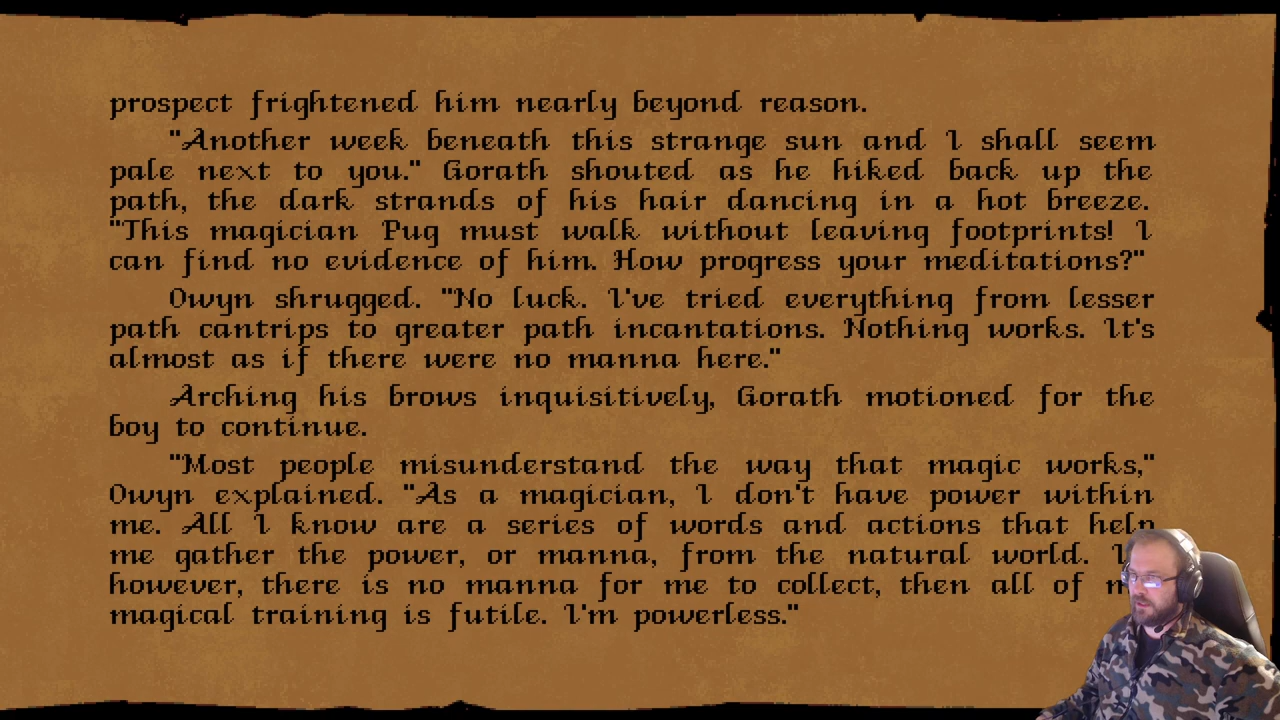 prospect frightened him nearly beyond reason.
"Another week beneath this strange sun and I shall seem
pale next to you." Gorath shouted as he hiked back up the
path, the dark strands of his hair dancing in a hot breeze.
"This magician Pug must walk without leaving footprints! I
can find no evidence of him. How progress your meditations?"
Owyn shrugged. "No luck. I've tried everything from lesser
path cantrips to greater path incantations. Nothing works. It's
almost as if there were no manna here."
Arching his brows inquisitively, Gorath motioned for the
boy to continue.
"Most people misunderstand the way that magic works,"
Owyn explained. "As a magician, I don't have power within
me. All I know are a series of words and actions that help
me gather the power, or manna, from the natural world.
however, there is no manna for me to collect, then all of
magical training is futile. I'm powerless."